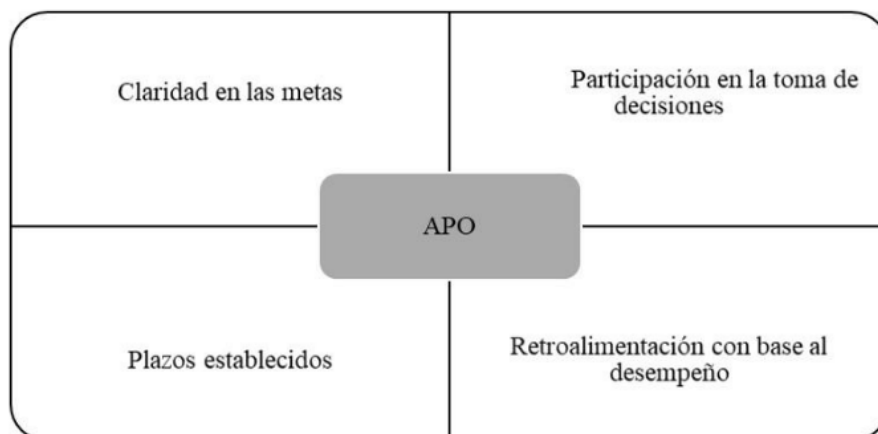 Claridad en las metas
Participación en la toma de
decisiones
APO
Plazos establecidos
Retroalimentación con base al
desempeño